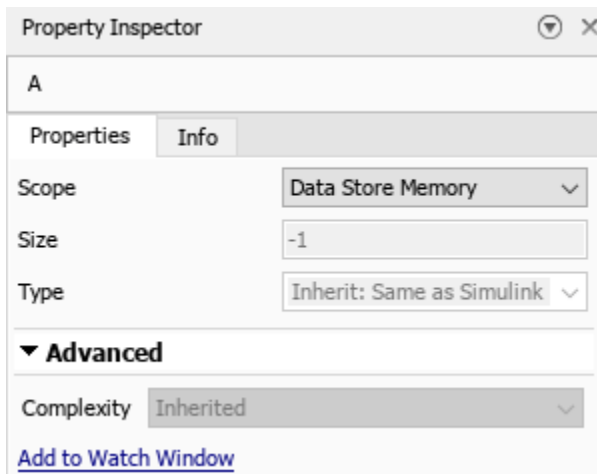 Property Inspector
A
Properties Info
Scope Data Store Memory
Size -1
Type Inherit: Same as Simulink
Advanced
Complexity Inherited
Add to Watch Window